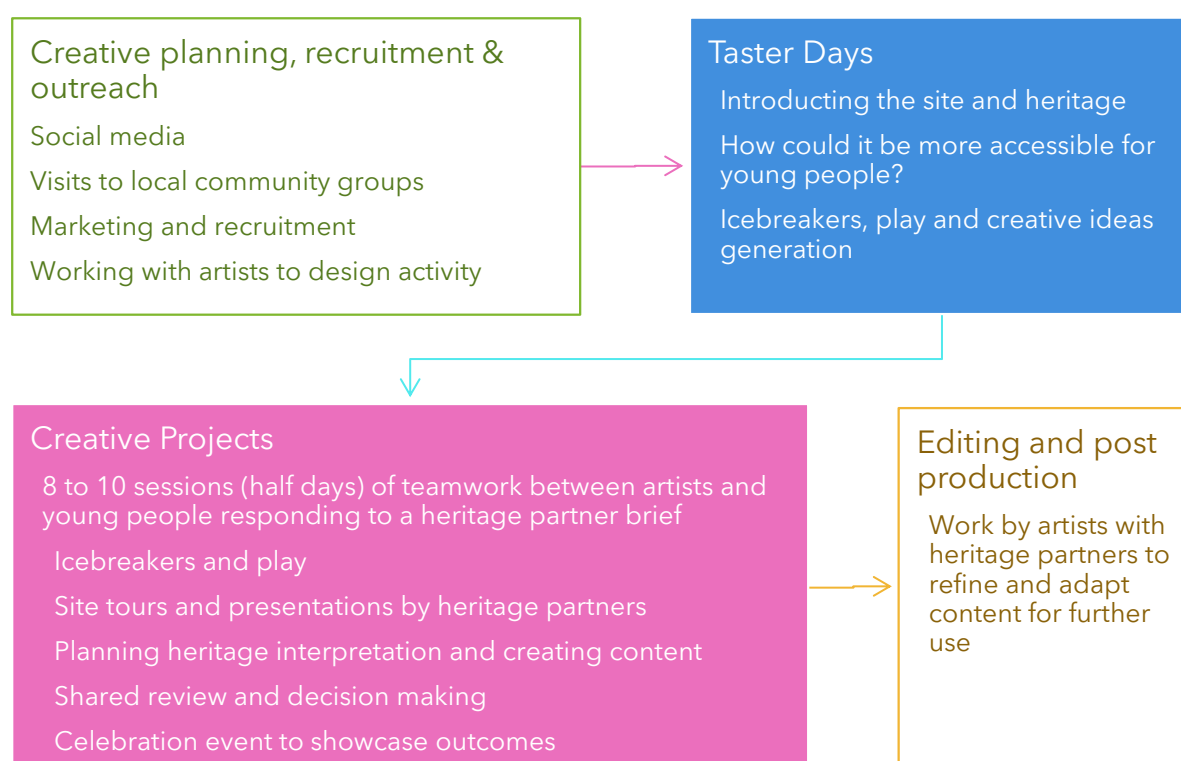 Creative planning, recruitment &
outreach
Social media
Visits to local community groups
Marketing and recruitment
Working with artists to design activity
Taster Days
Introducting the site and heritage
How could it be more accessible for
young people?
Icebreakers, play and creative ideas
generation
Creative Projects
8 to 10 sessions (half days) of teamwork between artists and
young people responding to a heritage partner brief
Icebreakers and play
Site tours and presentations by heritage partners
Planning heritage interpretation and creating content
Shared review and decision making
Celebration event to showcase outcomes
Editing and post
production
Work by artists with
heritage partners to
refine and adapt
content for further
use